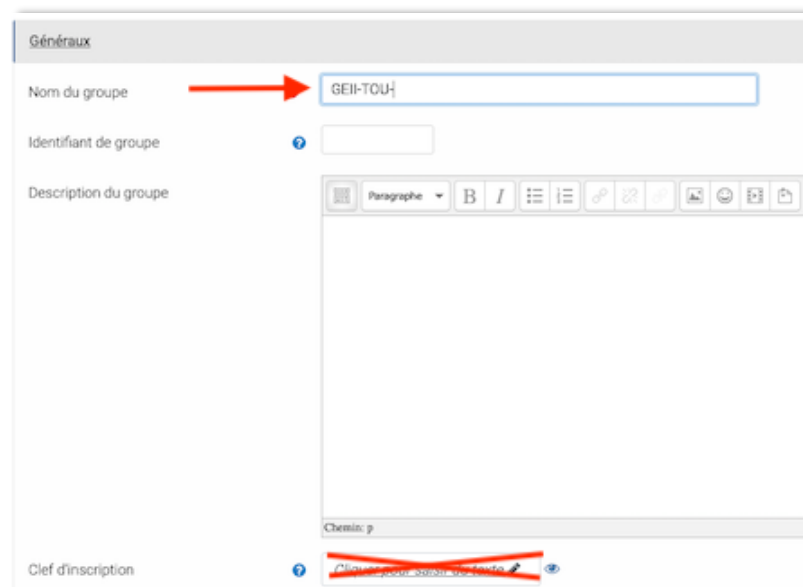 Généraux
Nom du groupe
GEII-TOU-
Identifiant de groupe
Description du groupe
Paragraphe B I
Chemin: p
Clef d'inscription
Cliquer pour saisir du texte